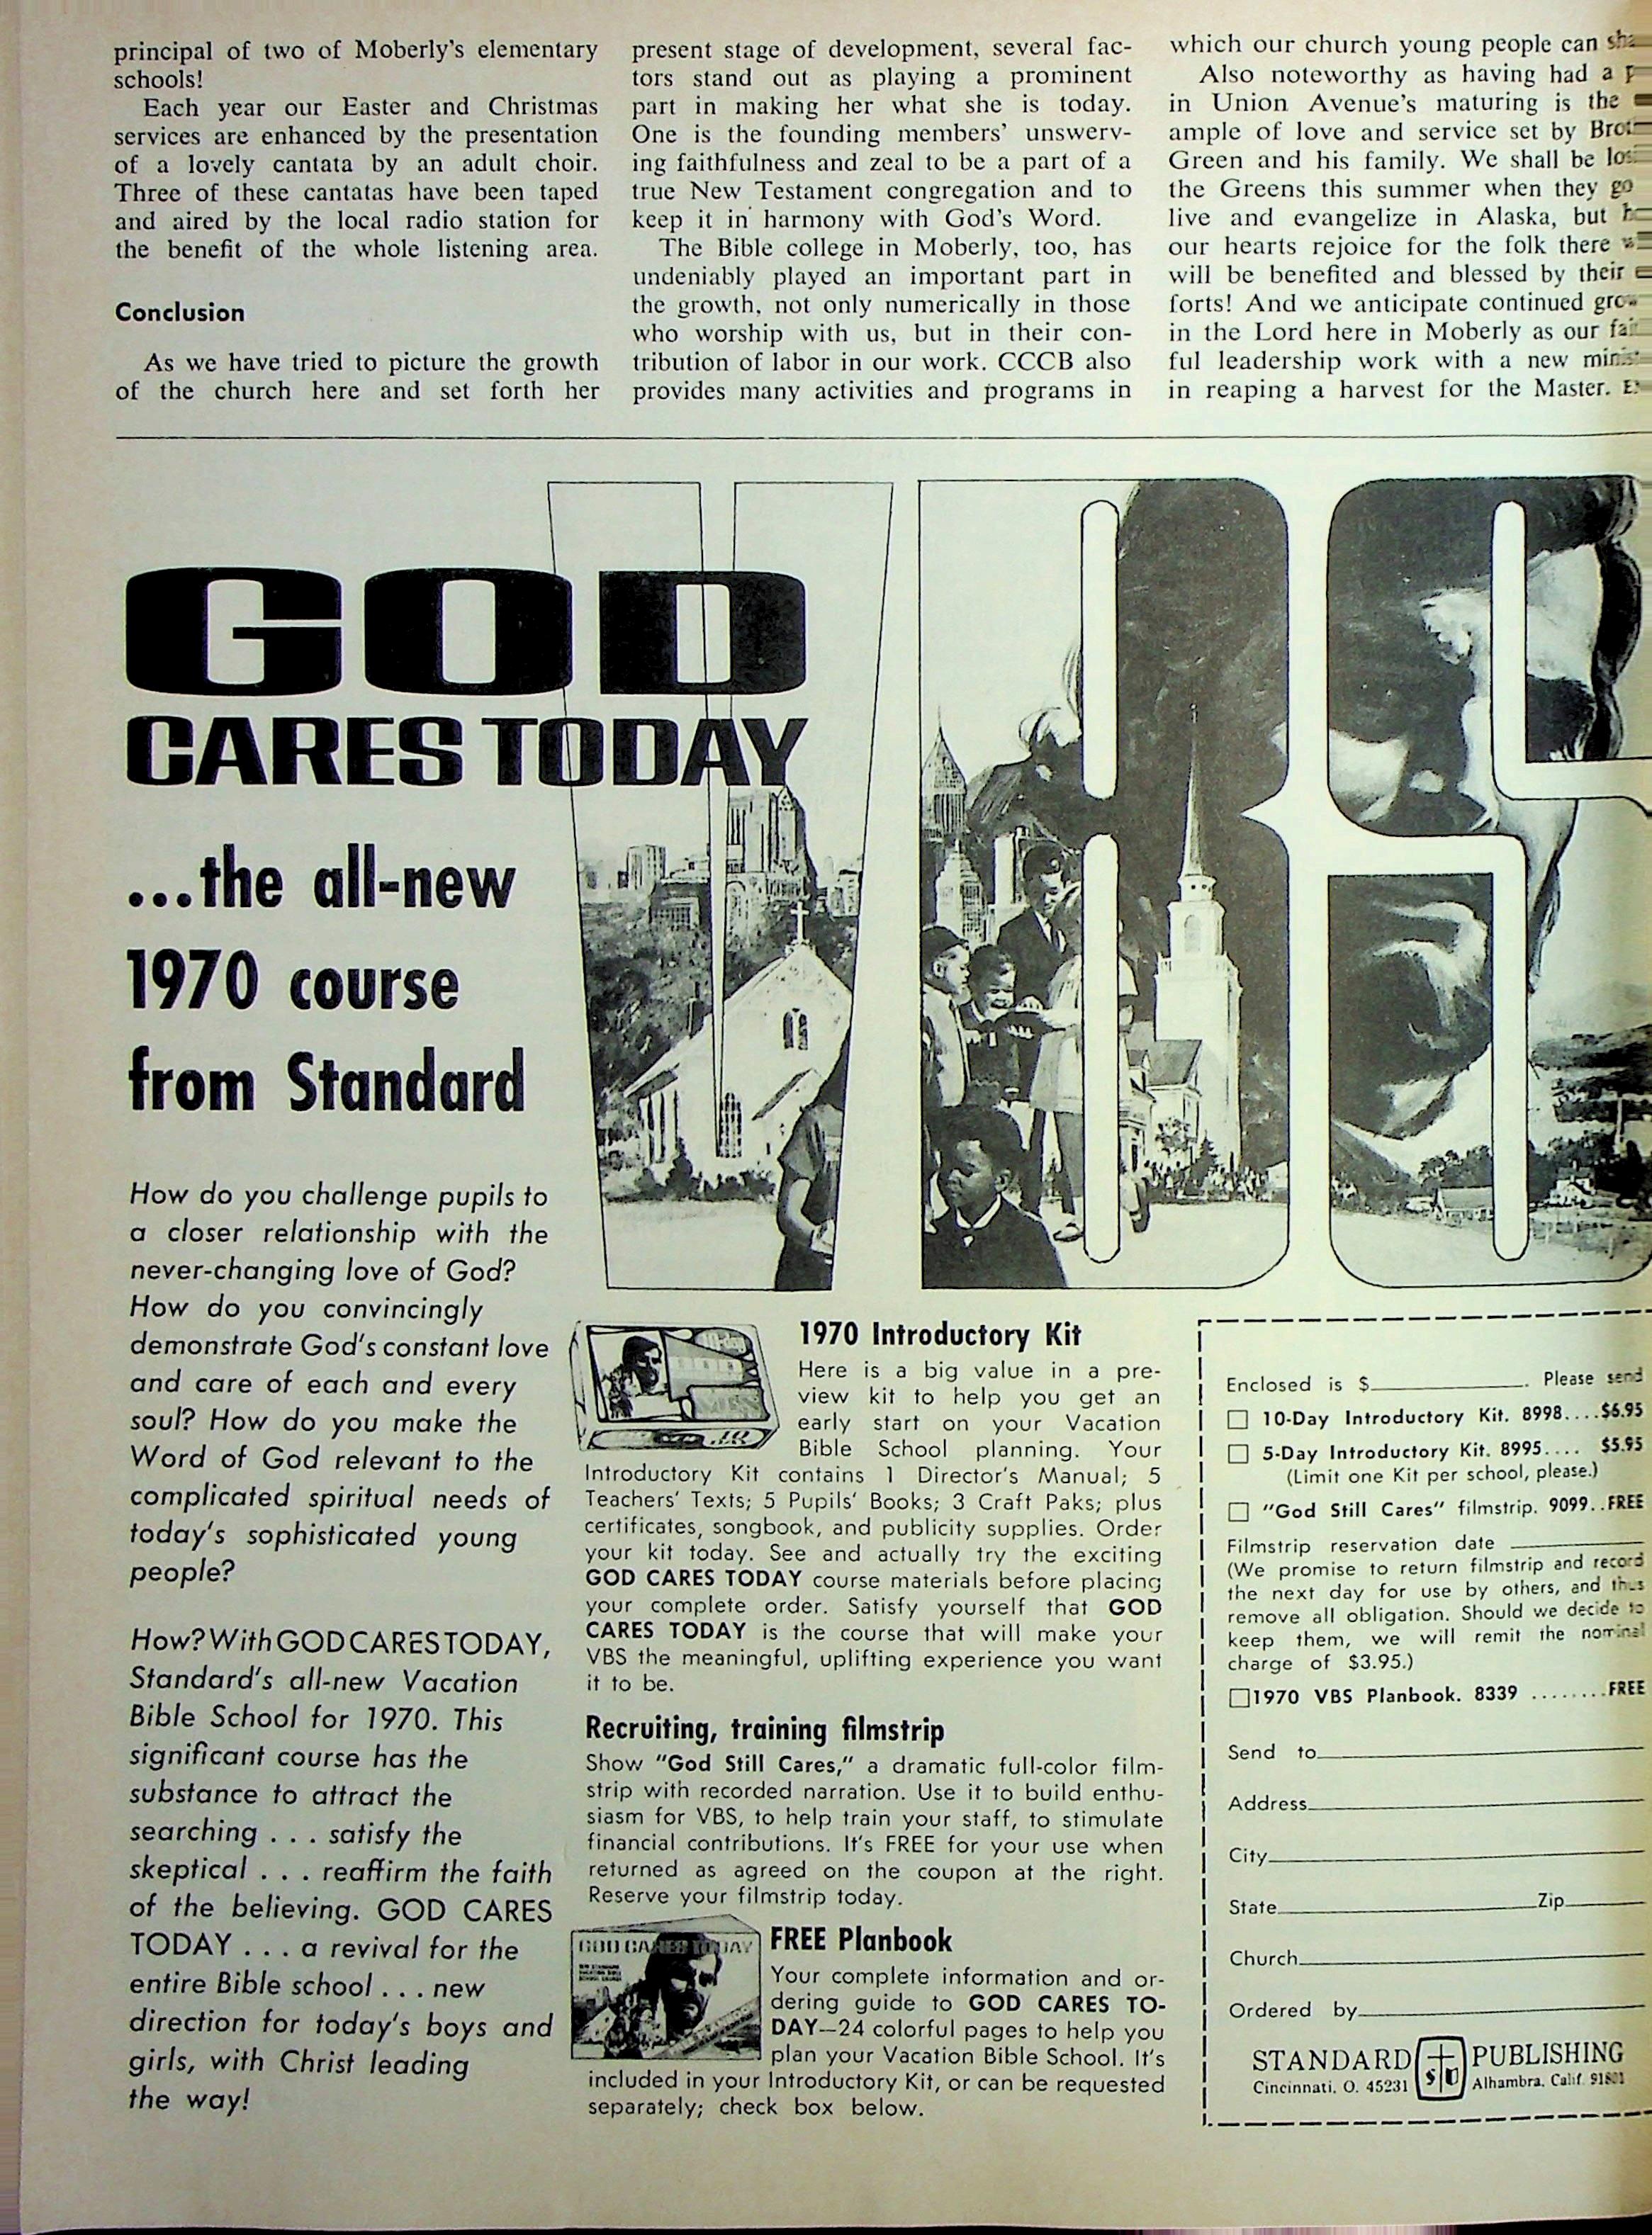 principal of two of Moberly's elementary
schools!
Each year our Easter and Christmas
services are enhanced by the presentation
of a lovely cantata by an adult choir.
Three of these cantatas have been taped
and aired by the local radio station for
the benefit of the whole listening area.
Conclusion
As we have tried to picture the growth
of the church here and set forth her
present stage of development, several fac-
tors stand out as playing a prominent
part in making her what she is today.
One is the founding members' unswerv-
ing faithfulness and zeal to be a part of a
true New Testament congregation and to
keep it in harmony with God's Word.
The Bible college in Moberly, too, has
undeniably played an important part in
the growth, not only numerically in those
who worship with us, but in their con-
tribution of labor in our work. CCCB also
provides many activities and programs in
which our church young people can
Also noteworthy as having had a
in Union Avenue's maturing is the
ample of love and service set by
Green and his family. We shall be
the Greens this summer when they go
live and evangelize in Alaska, but
our hearts rejoice for the folk there
will be benefited and blessed by their
forts! And we anticipate continued
in the Lord here in Moberly as our
ful leadership work with a new
in reaping a harvest for the Master.
VBS
GOD
CARES TODAY
...the all-new
1970 course
from Standard
How do you challenge pupils to
a closer relationship with the
never-changing love of God?
How do you convincingly
demonstrate God's constant love
and care of each and every
soul? How do you make the
Word of God relevant to the
complicated spiritual needs of
today's sophisticated young
people?
How? With GOD CARES TODAY,
Standard's all-new Vacation
Bible School for 1970. This
significant course has the
substance to attract the
searching . . . satisfy the
skeptical . . . reaffirm the faith
of the believing. GOD CARES
TODAY . . . a revival for the
entire Bible school . . . new
direction for today's boys and
girls, with Christ leading
the way!
1970 Introductory Kit
Here is a big value in a pre-
view kit to help you get an
early start on your Vacation
Bible School planning. Your
Introductory Kit contains 1 Director's Manual; 5
Teachers' Texts; 5 Pupils' Books; 3 Craft Paks; plus
certificates, songbook, and publicity supplies. Order
your kit today. See and actually try the exciting
GOD CARES TODAY course materials before placing
your complete order. Satisfy yourself that GOD
CARES TODAY is the course that will make your
VBS the meaningful, uplifting experience you want
it to be.
Recruiting, training filmstrip
Show "God Still Cares," a dramatic full-color film-
strip with recorded narration. Use it to build enthu-
siasm for VBS, to help train your staff, to stimulate
financial contributions. It's FREE for your use when
returned as agreed on the coupon at the right.
Reserve your filmstrip today.
GOD CARES TODAY
FREE Planbook
Your complete information and or-
dering guide to GOD CARES TO-
DAY—24 colorful pages to help you
plan your Vacation Bible School. It's
included in your Introductory Kit, or can be requested
separately; check box below.
Enclosed is $____________. Please send
☐ 10-Day Introductory Kit. 8998....$6.95
☐ 5-Day Introductory Kit. 8995.... $5.95
(Limit one Kit per school, please.)
☐ "God Still Cares" filmstrip. 9099..FREE
Filmstrip reservation date ____________
(We promise to return filmstrip and record
the next day for use by others, and thus
remove all obligation. Should we decide to
keep them, we will remit the nominal
charge of $3.95.)
☐ 1970 VBS Planbook. 8339 ........FREE
Send to____________
Address____________
City____________
State____________Zip______
Church____________
Ordered by____________
STANDARD PUBLISHING
Cincinnati, O. 45231 Alhambra, Calif. 91801